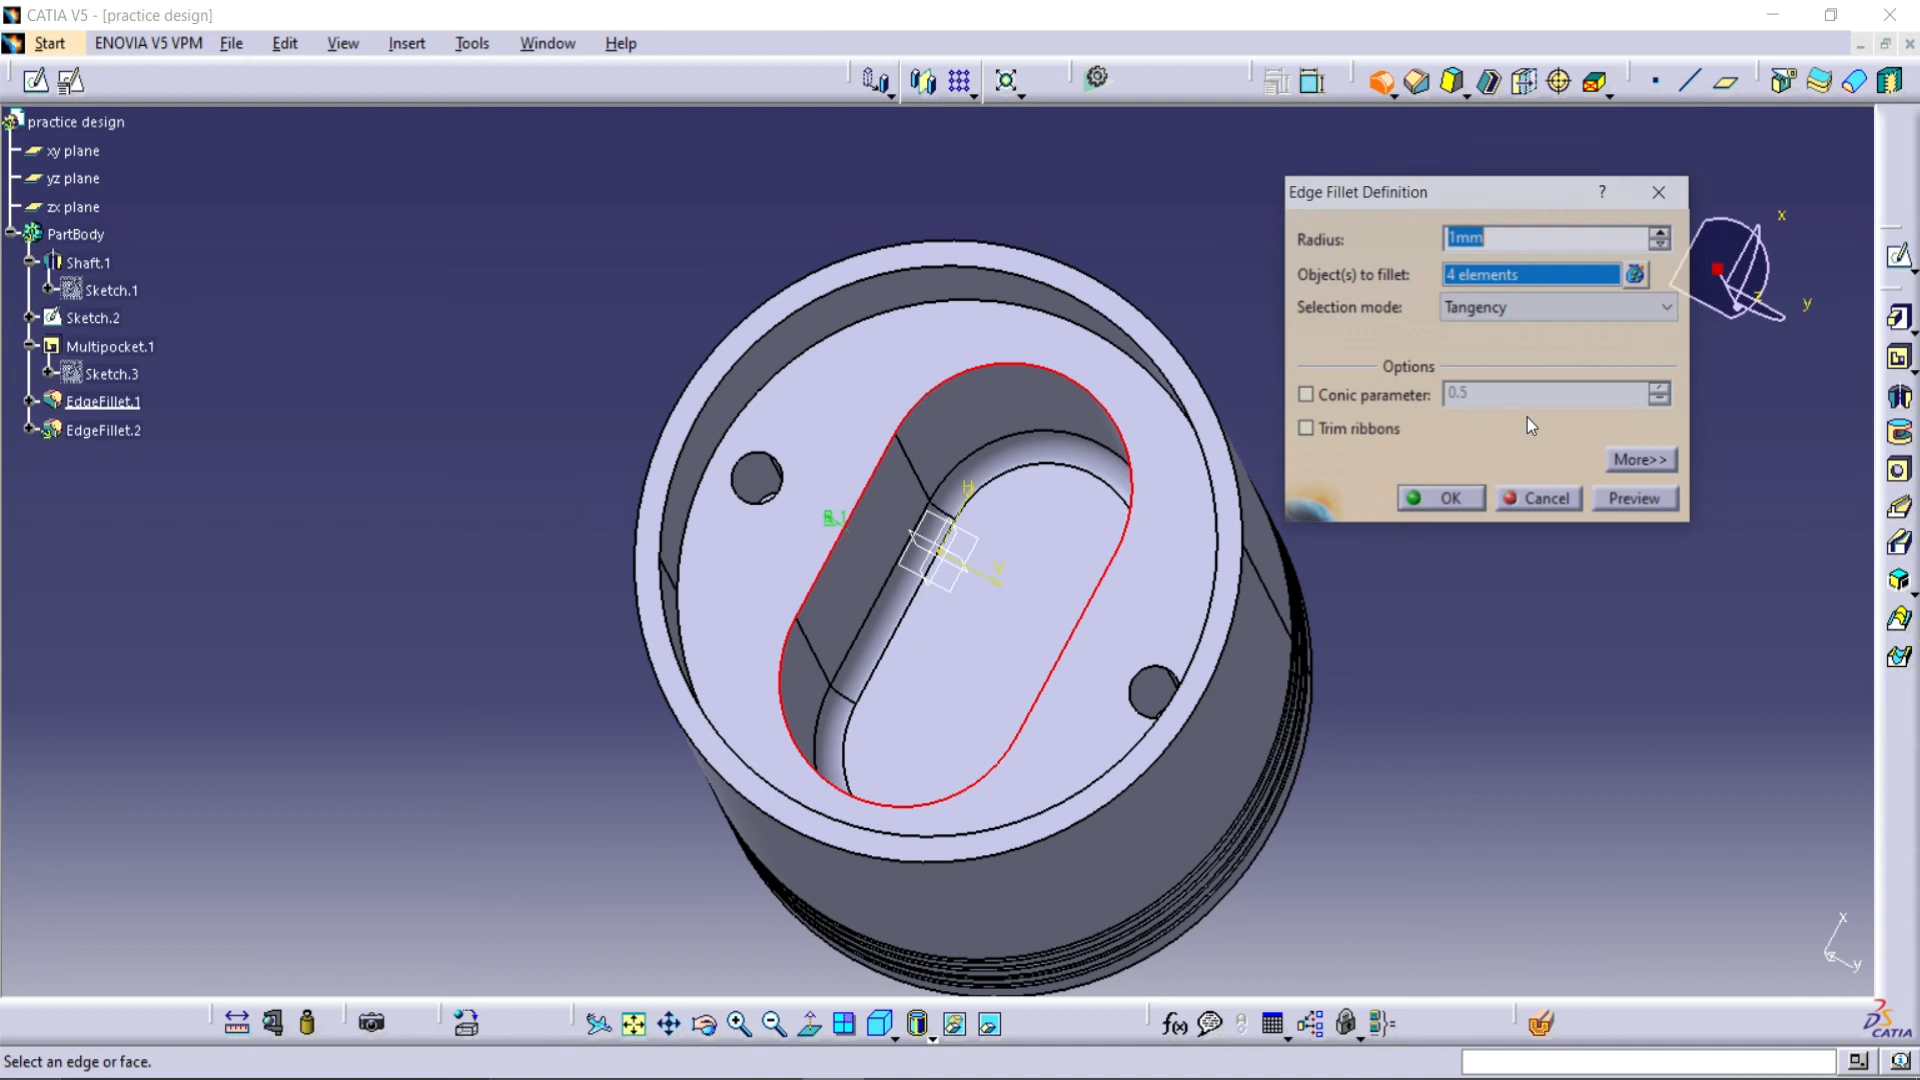 CATIA V5 - [practice design]
Start ENOVIA V5 VPM File Edit View Insert Tools Window Help
practice design
xy plane
yz plane
zx plane
PartBody
Shaft.1
Sketch.1
Sketch.2
Multipocket.1
Sketch.3
EdgeFillet.1
EdgeFillet.2
Edge Fillet Definition ?
Radius: 1mm
Object(s) to fillet: 4 elements
Selection mode: Tangency
Options
Conic parameter: 0.5
Trim ribbons
More>>
OK Cancel Preview
x
y
z
H
V
x
z
y
f(x)
CATIA
Select an edge or face.